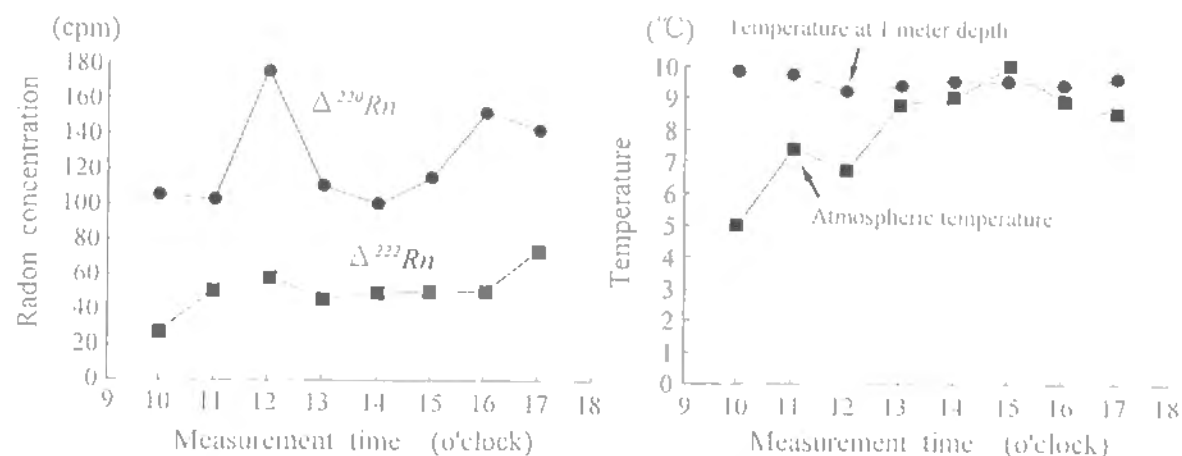 (cpm)
180
160
140
120
100
80
60
40
20
0
Radon concentration
Δ ²²⁰Rn
Δ ²²²Rn
9 10 11 12 13 14 15 16 17 18
Measurement time (o'clock)
(℃)
Temperature at 1 meter depth
10
9
8
7
6
5
4
3
2
1
0
Temperature
Atmospheric temperature
9 10 11 12 13 14 15 16 17 18
Measurement time (o'clock)